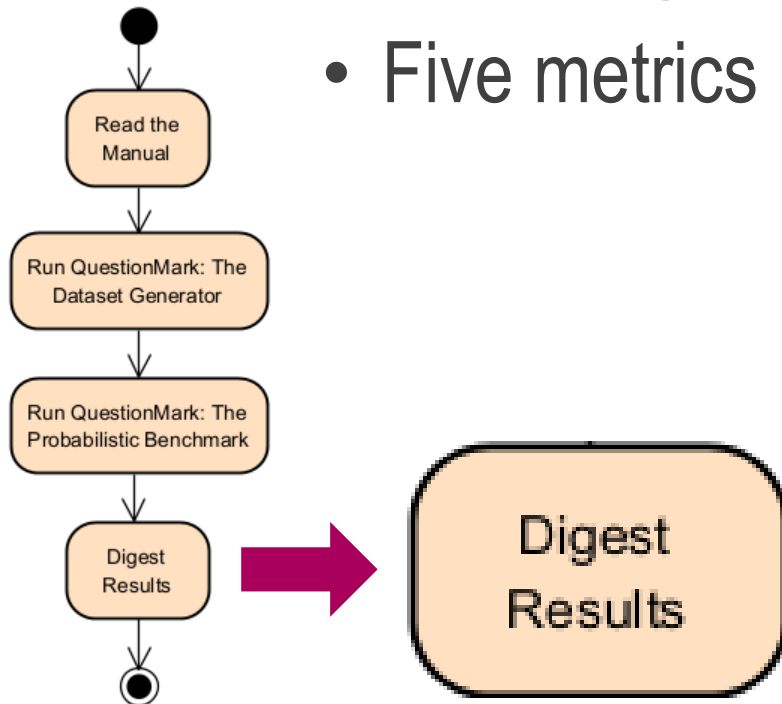 • Five metrics
Read the
Manual
Run QuestionMark: The
Dataset Generator
Run QuestionMark: The
Probabilistic Benchmark
Digest
Results
Digest
Results